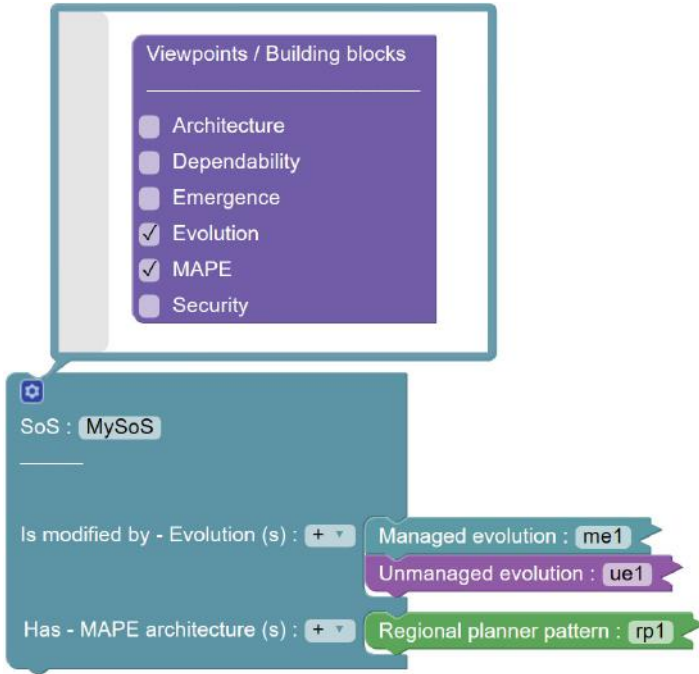 Viewpoints / Building blocks
Architecture
Dependability
Emergence
Evolution
MAPE
Security
SoS : MySoS
Is modified by - Evolution (s) : +
Managed evolution : me1
Unmanaged evolution : ue1
Has - MAPE architecture (s) : +
Regional planner pattern : rp1